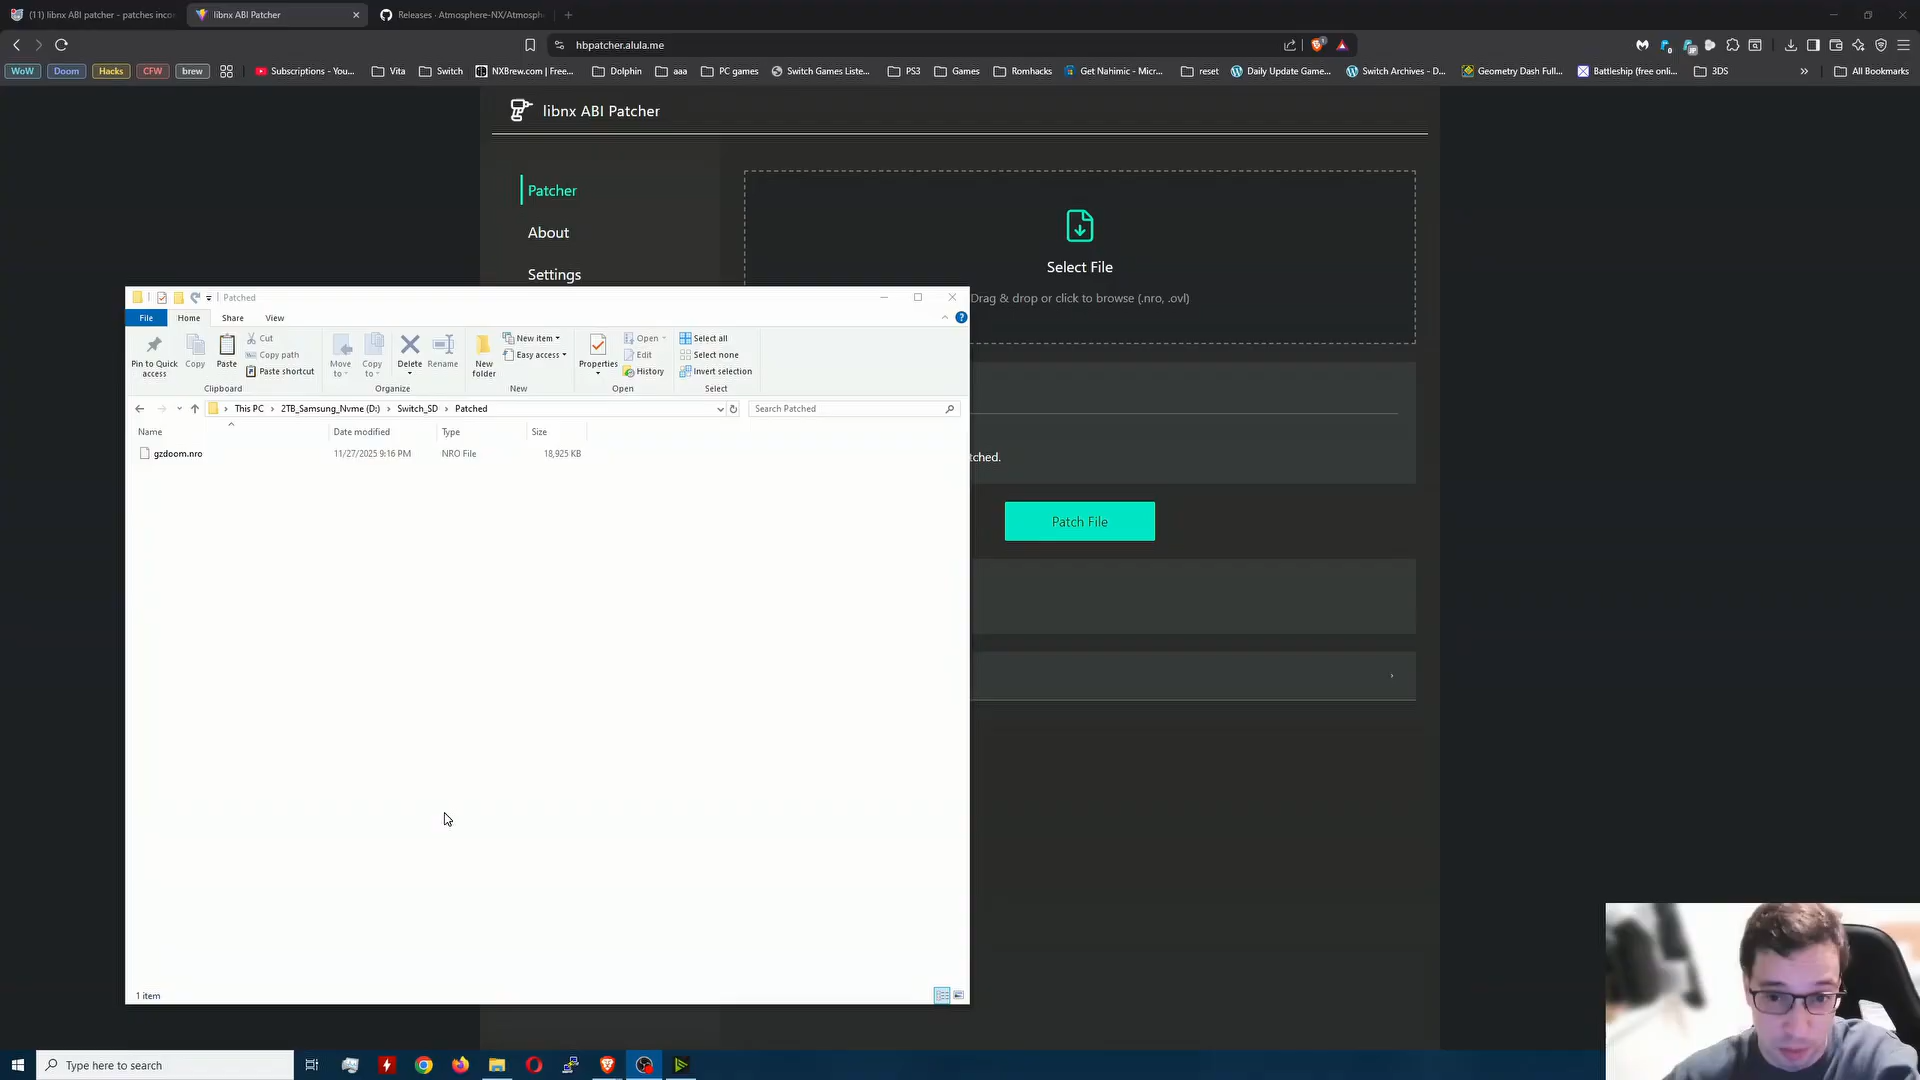 (11) libnx ABI patcher - patches inco
libnx ABI Patcher
Releases · Atmosphere-NX/Atmosph
hbpatcher.alula.me
WoW
Doom
Hacks
CFW
brew
Subscriptions - You...
Vita
Switch
NXBrew.com | Free...
Dolphin
aaa
PC games
Switch Games Liste...
PS3
Games
Romhacks
Get Nahimic - Micr...
reset
Daily Update Game...
Switch Archives - D...
Geometry Dash Full...
Battleship (free onli...
3DS
All Bookmarks
libnx ABI Patcher
Patcher
About
Settings
Select File
Drag & drop or click to browse (.nro, .ovl)
tched.
Patch File
Patched
File
Home
Share
View
Pin to Quick access
Copy
Paste
Cut
Copy path
Paste shortcut
Clipboard
Move to
Copy to
Delete
Rename
Organize
New folder
New item
Easy access
New
Properties
Open
Edit
History
Open
Select all
Select none
Invert selection
Select
This PC
2TB_Samsung_Nvme (D:)
Switch_SD
Patched
Search Patched
Name
Date modified
Type
Size
gzdoom.nro
11/27/2025 9:16 PM
NRO File
18,925 KB
1 item
Type here to search